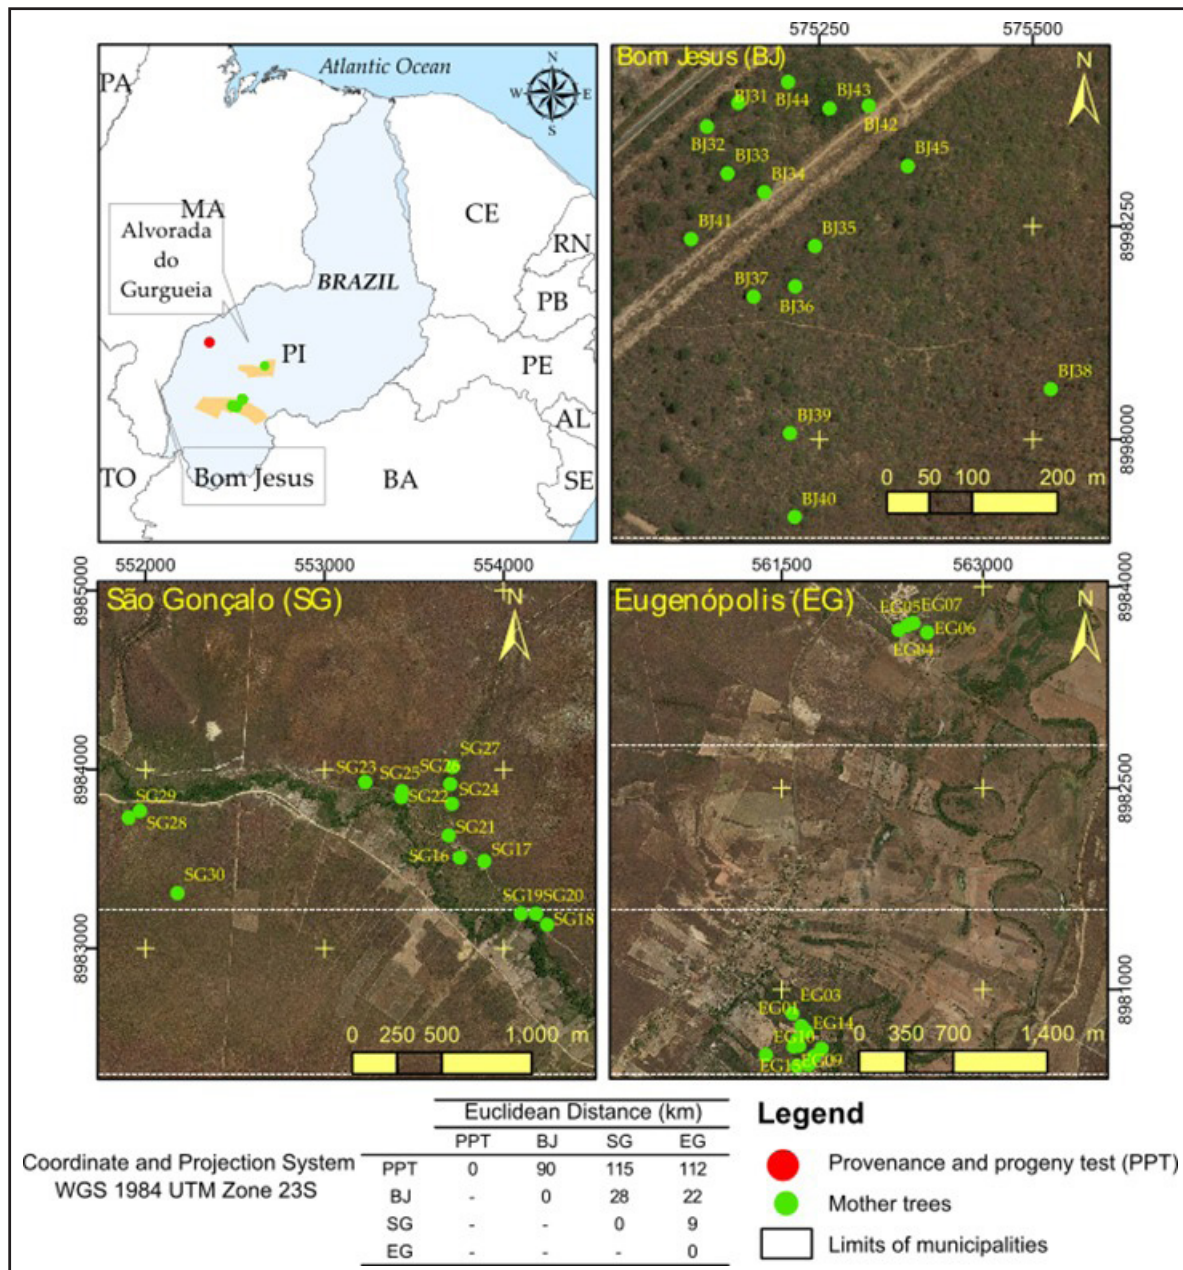 PA
Atlantic Ocean
N
W
E
S
MA
Alvorada
do
Gurgueia
CE
RN
BRAZIL
PB
PI
PE
AL
TO
Bom Jesus
BA
SE
575250
575500
Bom Jesus (BJ)
N
BJ31
BJ44
BJ43
BJ42
BJ32
BJ33
BJ34
BJ45
BJ41
BJ35
BJ37
BJ36
BJ38
BJ39
BJ40
8998250
8998000
0 50 100 200 m
552000
553000
554000
São Gonçalo (SG)
N
8985000
8984000
8983000
SG27
SG23
SG25
SG26
SG22
SG24
SG29
SG28
SG21
SG16
SG17
SG30
SG19
SG20
SG18
0 250 500 1,000 m
561500
563000
Eugenópolis (EG)
N
EG05
EG07
EG06
EG04
8984000
8982500
8981000
EG03
EG01
EG14
EG10
EG09
0 350 700 1,400 m
Euclidean Distance (km)
PPT BJ SG EG
PPT 0 90 115 112
BJ - 0 28 22
SG - - 0 9
EG - - - 0
Coordinate and Projection System
WGS 1984 UTM Zone 23S
Legend
Provenance and progeny test (PPT)
Mother trees
Limits of municipalities